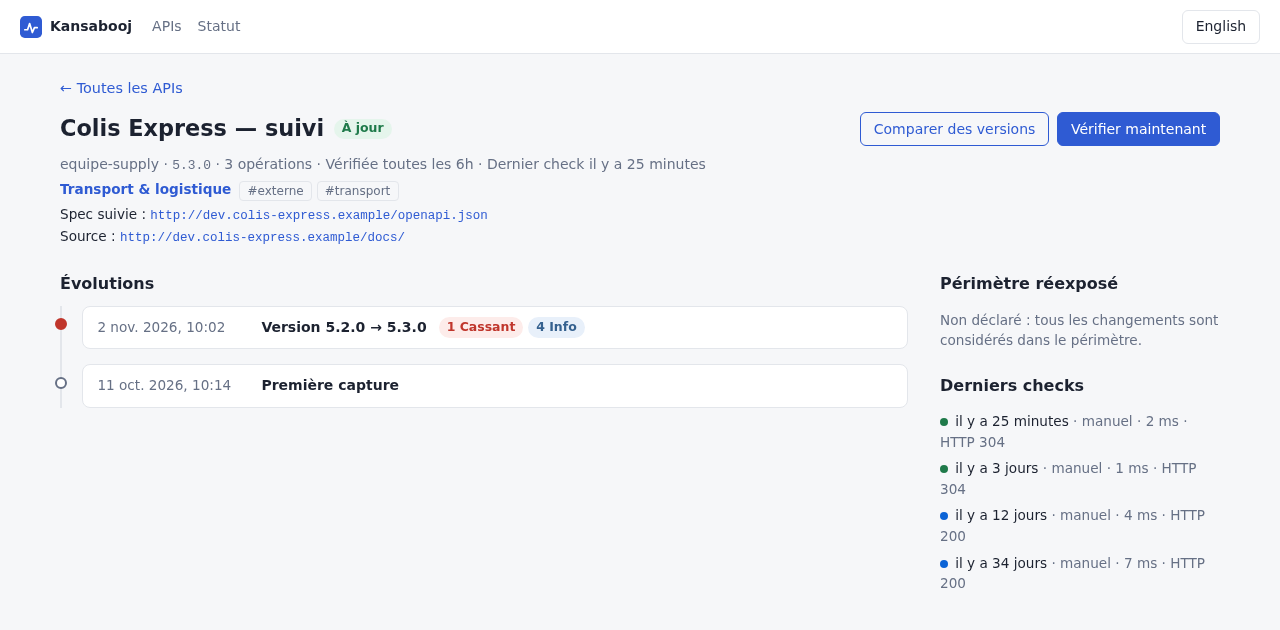 Kansabooj APIs Statut English
← Toutes les APIs
Colis Express — suivi À jour Comparer des versions Vérifier maintenant
equipe-supply · 5.3.0 · 3 opérations · Vérifiée toutes les 6h · Dernier check il y a 25 minutes
Transport & logistique #externe #transport
Spec suivie : http://dev.colis-express.example/openapi.json
Source : http://dev.colis-express.example/docs/
Évolutions
2 nov. 2026, 10:02 Version 5.2.0 → 5.3.0 1 Cassant 4 Info
11 oct. 2026, 10:14 Première capture
Périmètre réexposé
Non déclaré : tous les changements sont
considérés dans le périmètre.
Derniers checks
il y a 25 minutes · manuel · 2 ms ·
HTTP 304
il y a 3 jours · manuel · 1 ms · HTTP
304
il y a 12 jours · manuel · 4 ms · HTTP
200
il y a 34 jours · manuel · 7 ms · HTTP
200